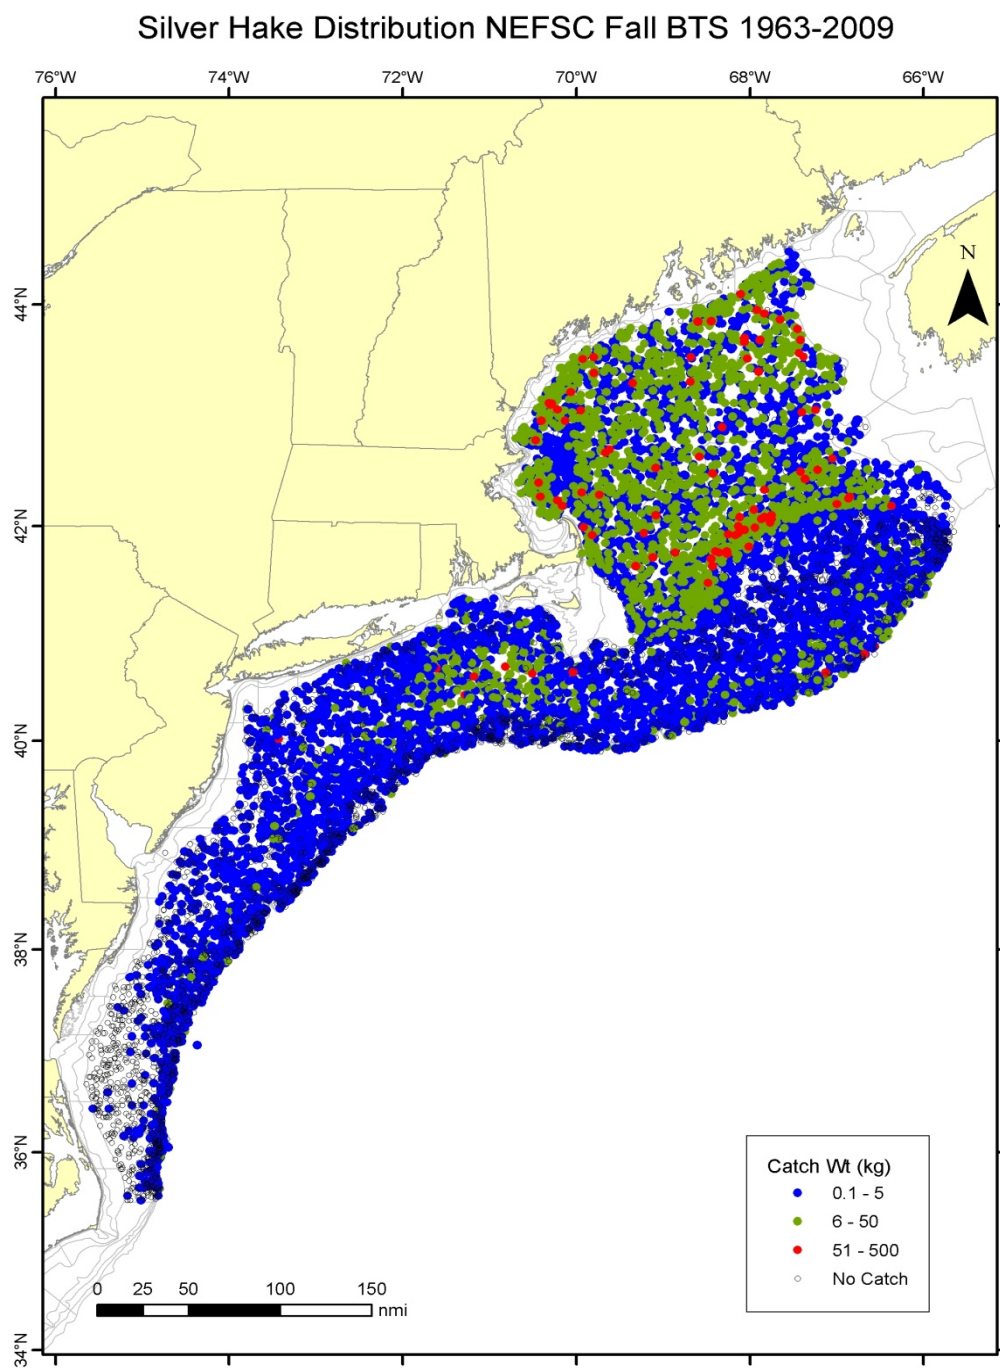 Silver Hake Distribution NEFSC Fall BTS 1963-2009
76°W 74°W 72°W 70°W 68°W 66°W
N
44°N
42°N
40°N
38°N
36°N
34°N
Catch Wt (kg)
0.1 - 5
6 - 50
51 - 500
No Catch
0 25 50 100 150
nmi